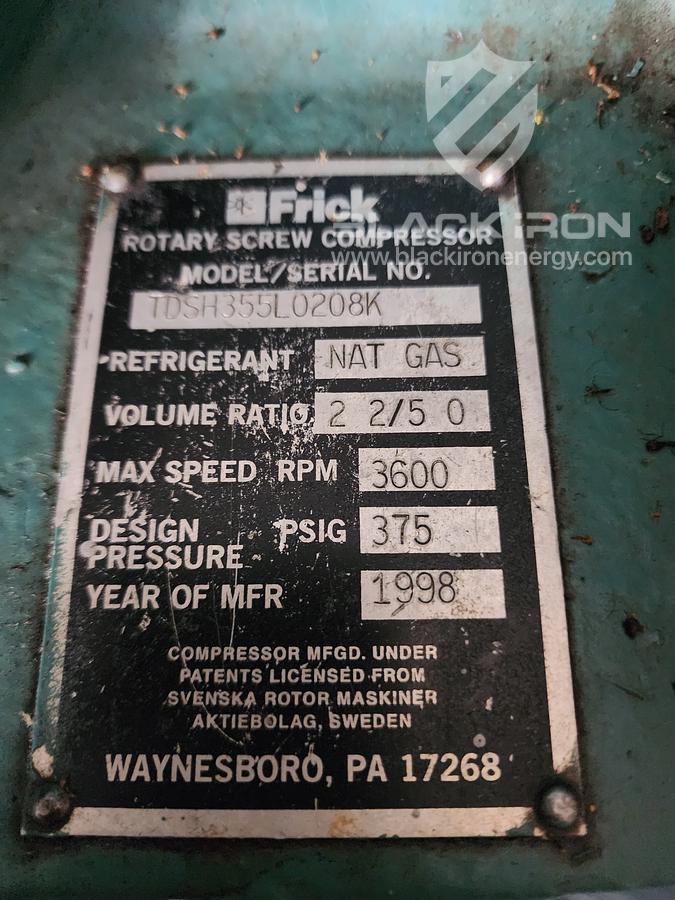 Frick
BLACK IRON
ROTARY SCREW COMPRESSOR
www.blackironenergy.com
MODEL/SERIAL NO.
TDSH355L0208K
REFRIGERANT NAT GAS
VOLUME RATIO 2 2/5 0
MAX SPEED RPM 3600
DESIGN PRESSURE PSIG 375
YEAR OF MFR 1998
COMPRESSOR MFGD. UNDER
PATENTS LICENSED FROM
SVENSKA ROTOR MASKINER
AKTIEBOLAG, SWEDEN
WAYNESBORO, PA 17268